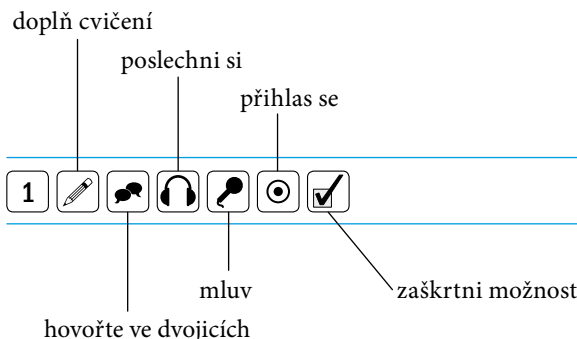 doplň cvičení
poslechni si
přihlas se
1
mluv
zaškrtni možnost
hovořte ve dvojicích